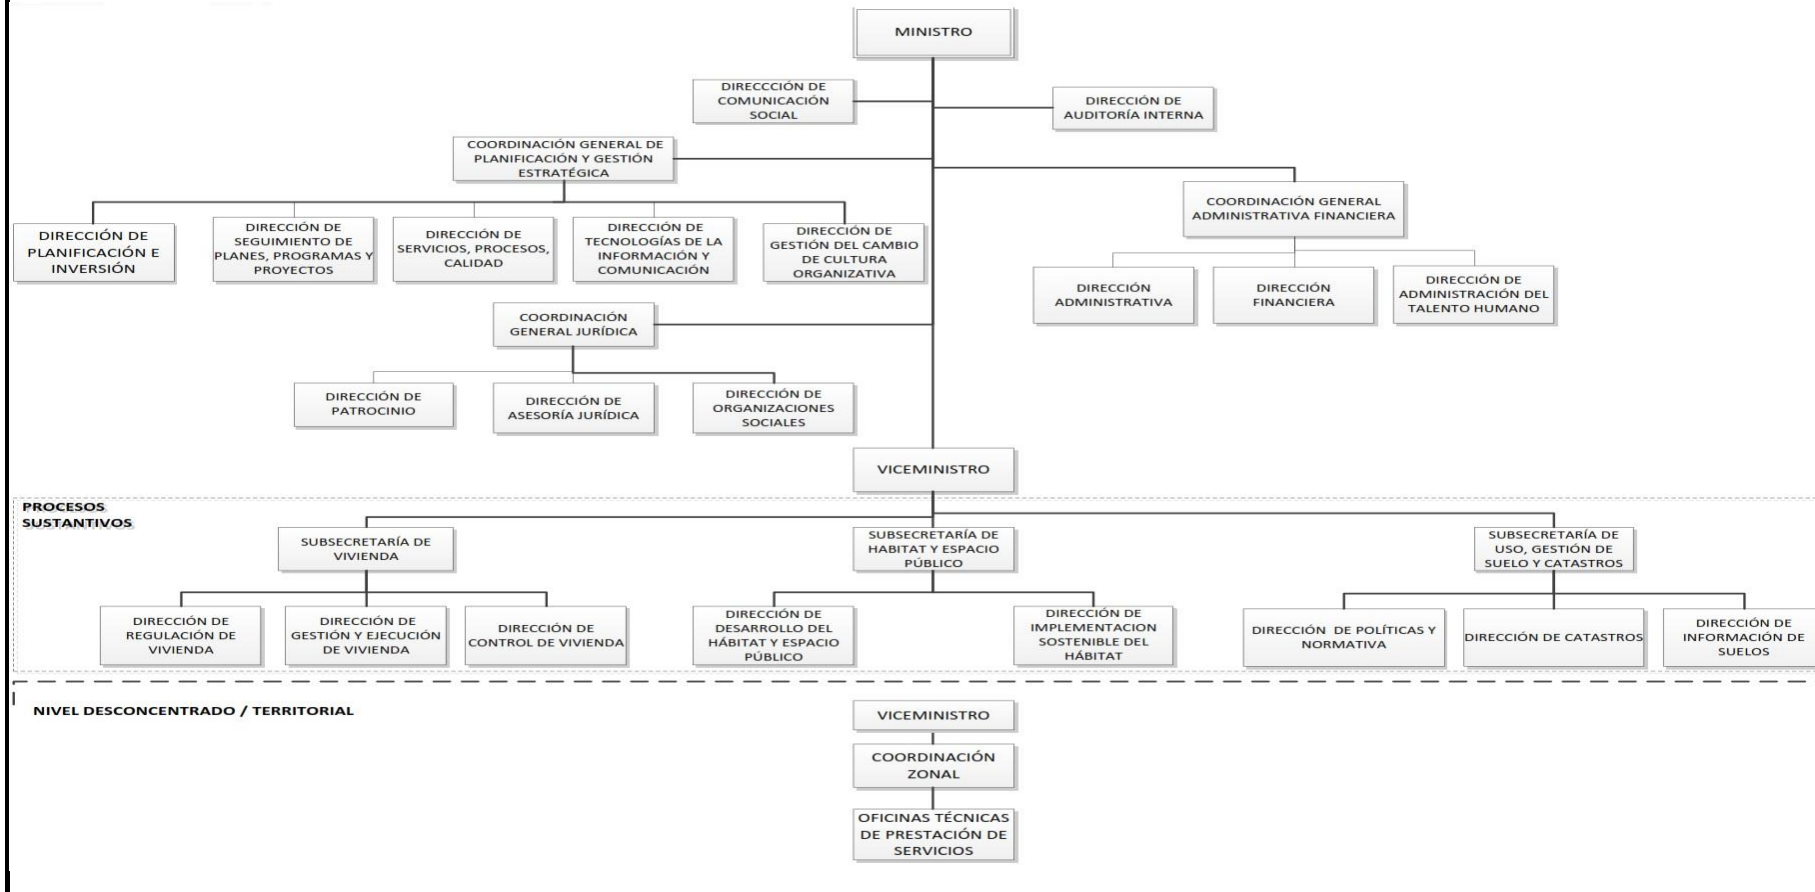 MINISTRO
DIRECCCIÓN DE
COMUNICACIÓN
SOCIAL
DIRECCIÓN DE
AUDITORÍA INTERNA
COORDINACIÓN GENERAL DE
PLANIFICACIÓN Y GESTIÓN
ESTRATÉGICA
COORDINACIÓN GENERAL
ADMINISTRATIVA FINANCIERA
DIRECCIÓN DE
PLANIFICACIÓN E
INVERSIÓN
DIRECCIÓN DE
SEGUIMIENTO DE
PLANES, PROGRAMAS Y
PROYECTOS
DIRECCIÓN DE
SERVICIOS, PROCESOS,
CALIDAD
DIRECCIÓN DE
TECNOLOGÍAS DE LA
INFORMACIÓN Y
COMUNICACIÓN
DIRECCIÓN DE
GESTIÓN DEL CAMBIO
DE CULTURA
ORGANIZATIVA
DIRECCIÓN
ADMINISTRATIVA
DIRECCIÓN
FINANCIERA
DIRECCIÓN DE
ADMINISTRACIÓN DEL
TALENTO HUMANO
COORDINACIÓN
GENERAL JURÍDICA
DIRECCIÓN DE
PATROCINIO
DIRECCIÓN DE
ASESORÍA JURÍDICA
DIRECCIÓN DE
ORGANIZACIONES
SOCIALES
VICEMINISTRO
PROCESOS
SUSTANTIVOS
SUBSECRETARÍA DE
VIVIENDA
SUBSECRETARÍA DE
HABITAT Y ESPACIO
PÚBLICO
SUBSECRETARÍA DE
USO, GESTIÓN DE
SUELO Y CATASTROS
DIRECCIÓN DE
REGULACIÓN DE
VIVIENDA
DIRECCIÓN DE
GESTIÓN Y EJECUCIÓN
DE VIVIENDA
DIRECCIÓN DE
CONTROL DE VIVIENDA
DIRECCIÓN DE
DESARROLLO DEL
HÁBITAT Y ESPACIO
PÚBLICO
DIRECCIÓN DE
IMPLEMENTACION
SOSTENIBLE DEL
HÁBITAT
DIRECCIÓN DE POLÍTICAS Y
NORMATIVA
DIRECCIÓN DE CATASTROS
DIRECCIÓN DE
INFORMACIÓN DE
SUELOS
NIVEL DESCONCENTRADO / TERRITORIAL
VICEMINISTRO
COORDINACIÓN
ZONAL
OFICINAS TÉCNICAS
DE PRESTACIÓN DE
SERVICIOS